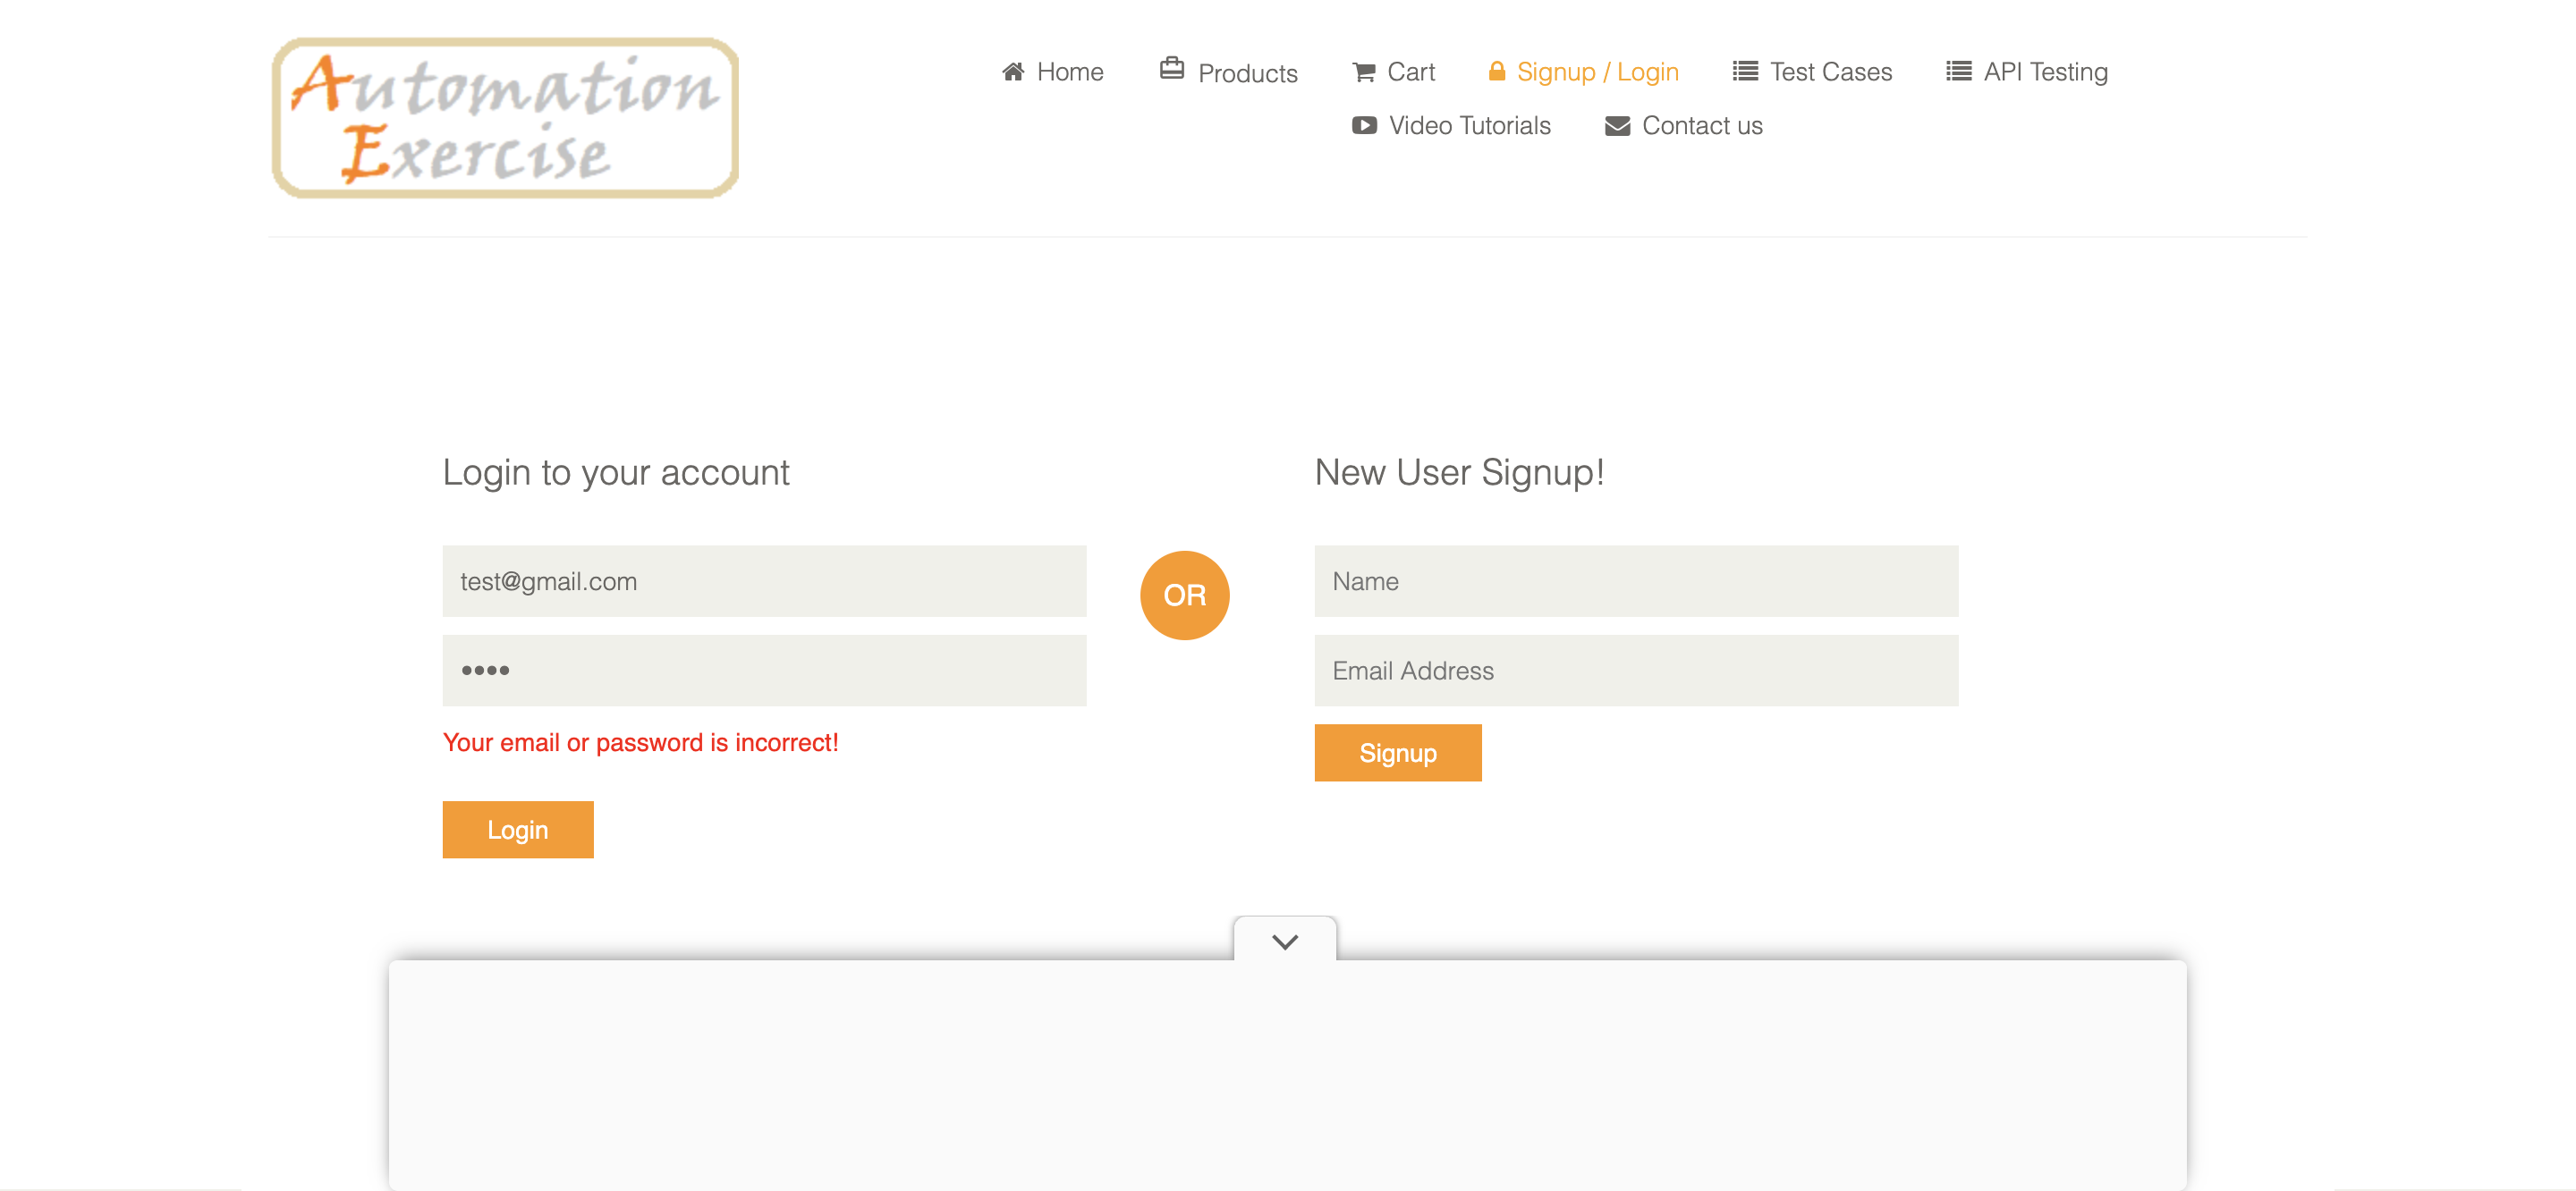 Automation
Exercise
Home Products Cart Signup / Login Test Cases API Testing
Video Tutorials Contact us
Login to your account
test@gmail.com
••••
Your email or password is incorrect!
Login
OR
New User Signup!
Name
Email Address
Signup